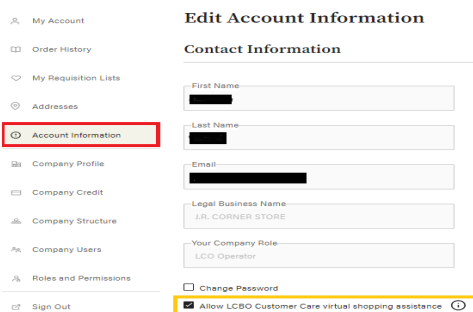 My Account
Order History
My Requisition Lists
Addresses
Account Information
Company Profile
Company Credit
Company Structure
Company Users
Roles and Permissions
Sign Out
Edit Account Information
Contact Information
First Name
Last Name
Email
Legal Business Name
J.R. CORNER STORE
Your Company Role
LCO Operator
Change Password
Allow LCBO Customer Care virtual shopping assistance